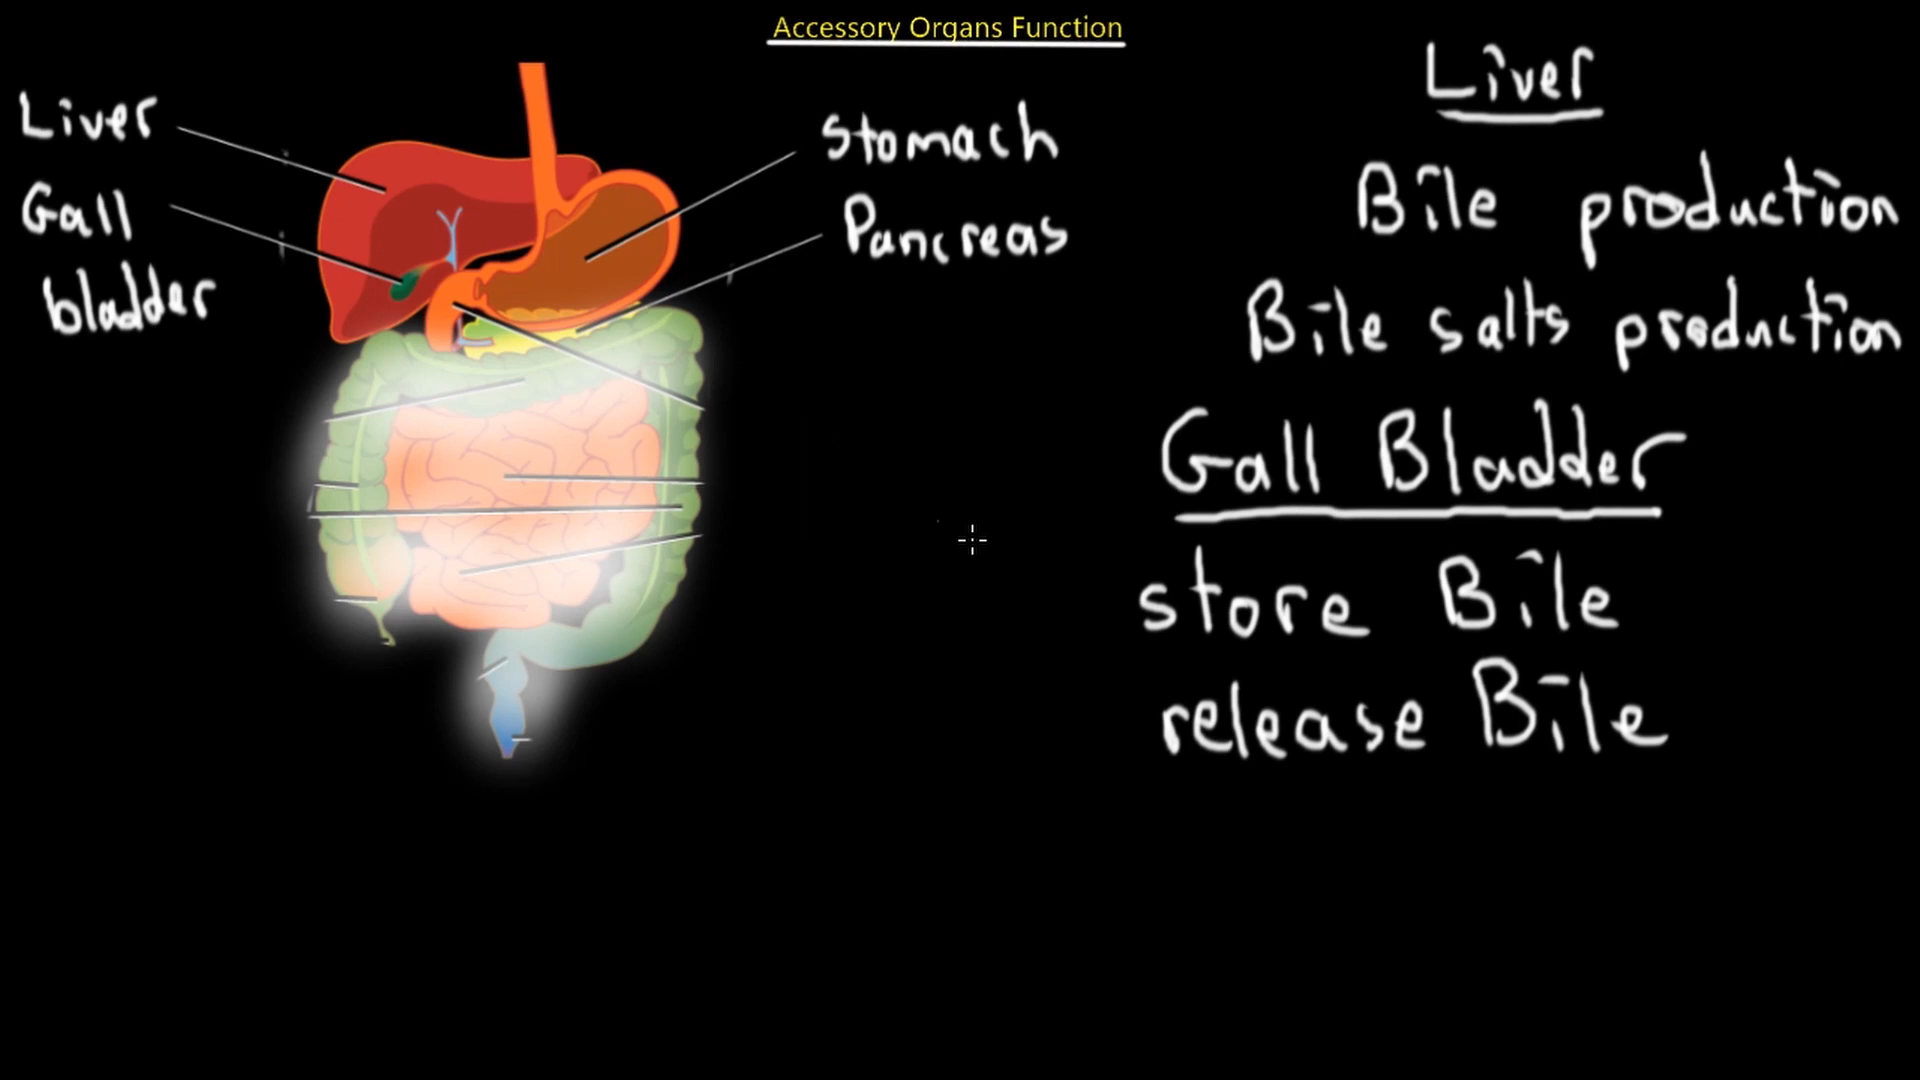 Accessory Organs Function
Liver
Gall
bladder
Stomach
Pancreas
Liver
Bile production
Bile salts production
Gall Bladder
store Bile
release Bile